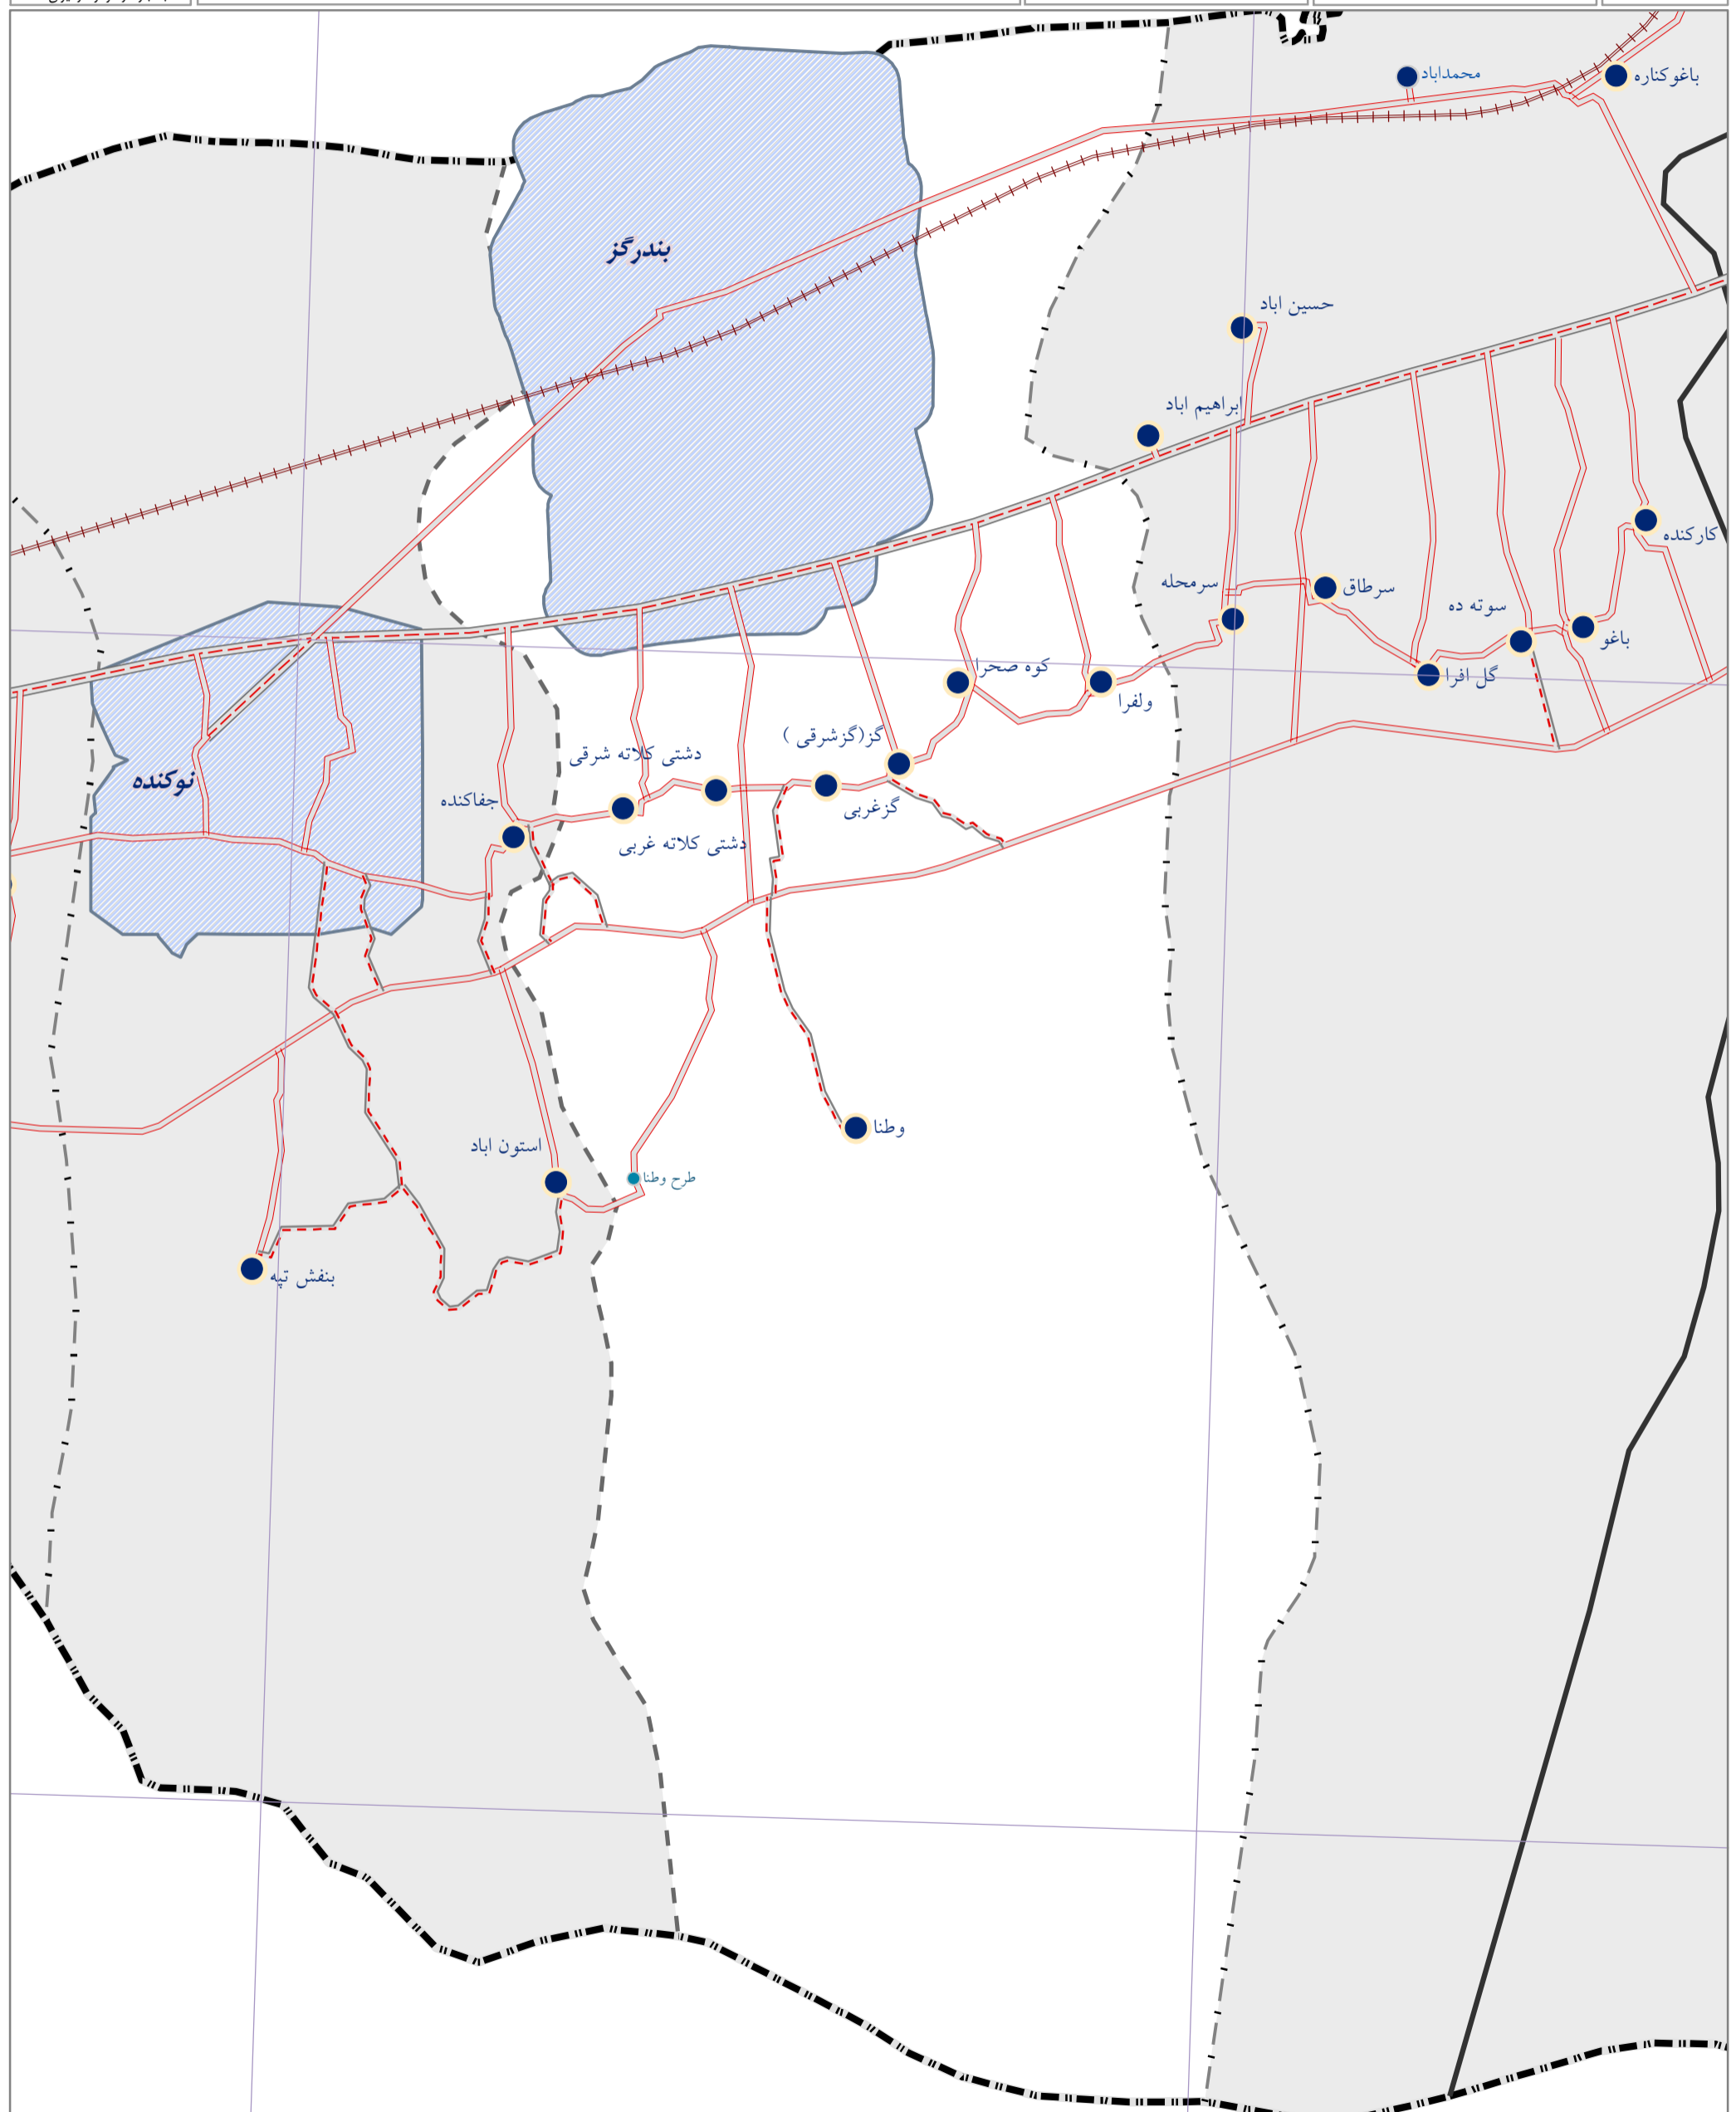 باغوکناره
محمداباد
بندرگز
حسین اباد
ابراهیم اباد
کارکنده
سرمحله
سرطاق
سوته ده
باغو
گل افرا
کوه صحرا
ولفرا
گز(گزشرقی )
دشتی کلاته شرقی
نوکنده
جفاکنده
گزغربی
دشتی کلاته غربی
وطنا
استون اباد
طرح وطنا
بنفش تپه